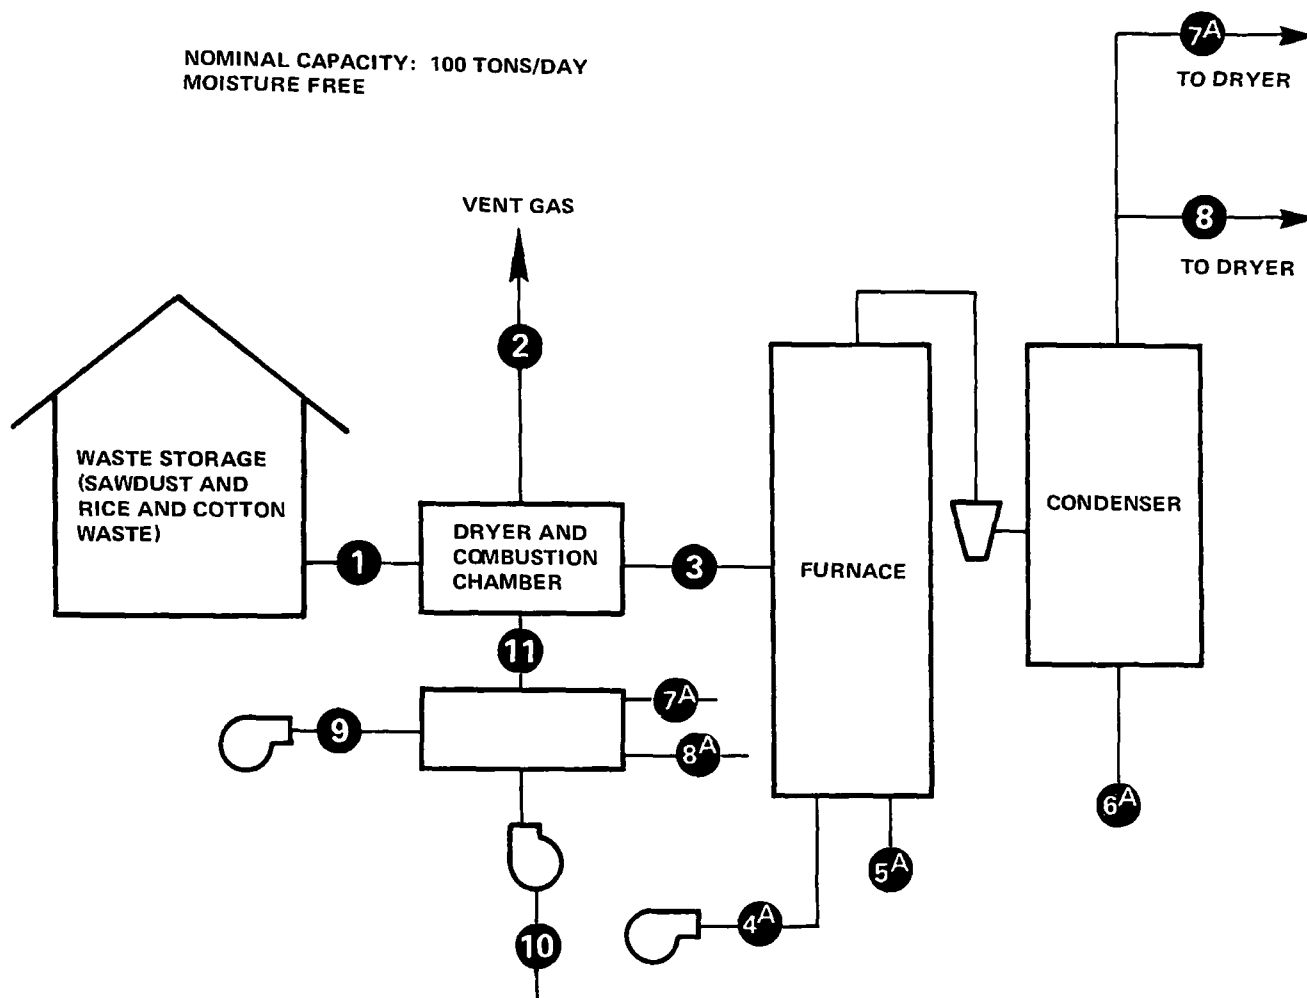 NOMINAL CAPACITY: 100 TONS/DAY
MOISTURE FREE
7A
TO DRYER
VENT GAS
8
TO DRYER
2
WASTE STORAGE
(SAWDUST AND
RICE AND COTTON
WASTE)
1
DRYER AND
COMBUSTION
CHAMBER
3
FURNACE
CONDENSER
11
7A
9
8A
6A
5A
4A
10